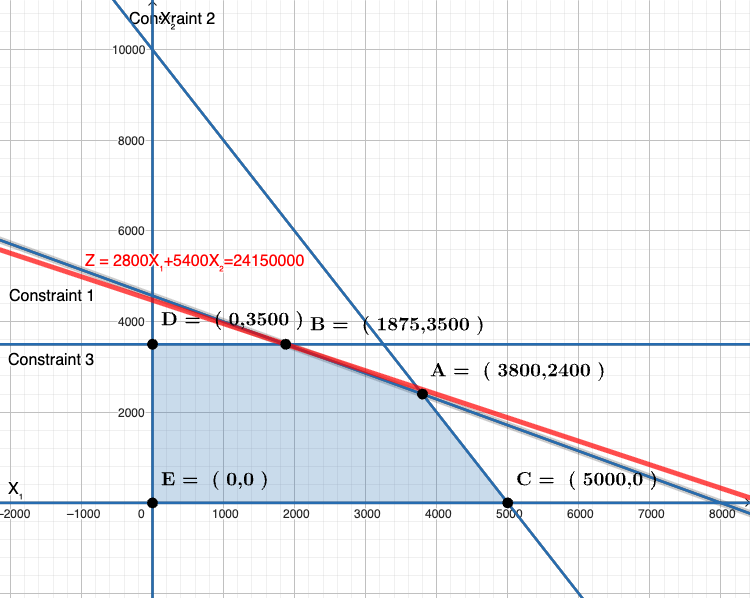 Constraint 2
X₂
10000
8000
6000
Z = 2800X₁+5400X₂=24150000
Constraint 1
4000
D = ( 0,3500 )
B = ( 1875,3500 )
Constraint 3
A = ( 3800,2400 )
2000
E = ( 0,0 )
C = ( 5000,0 )
X₁
−2000
−1000
0
1000
2000
3000
4000
5000
6000
7000
8000